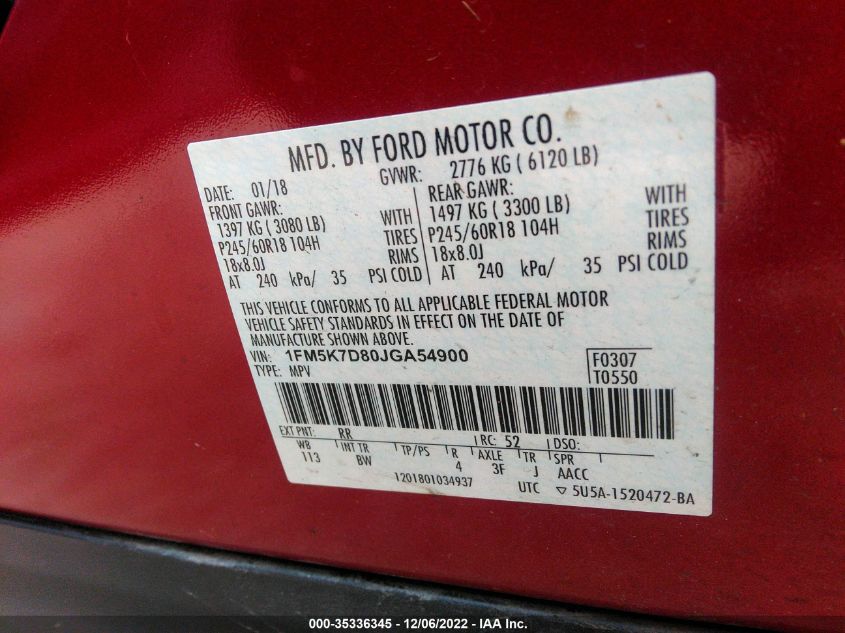 MFD. BY FORD MOTOR CO.
DATE: 01/18 GVWR: 2776 KG ( 6120 LB)
FRONT GAWR: REAR GAWR:
1397 KG ( 3080 LB) WITH 1497 KG ( 3300 LB) WITH
P245/60R18 104H TIRES P245/60R18 104H TIRES
18x8.0J RIMS 18x8.0J RIMS
AT 240 kPa/ 35 PSI COLD AT 240 kPa/ 35 PSI COLD
THIS VEHICLE CONFORMS TO ALL APPLICABLE FEDERAL MOTOR
VEHICLE SAFETY STANDARDS IN EFFECT ON THE DATE OF
MANUFACTURE SHOWN ABOVE.
VIN: 1FM5K7D80JGA54900 F0307
TYPE: MPV T0550
EXT PNT: RR RC: 52 DSO:
WB INT TR TP/PS R AXLE TR SPR
113 BW 4 3F J AACC
1201801034937 UTC ▽ 5U5A-1520472-BA
000-35336345 - 12/06/2022 - IAA Inc.